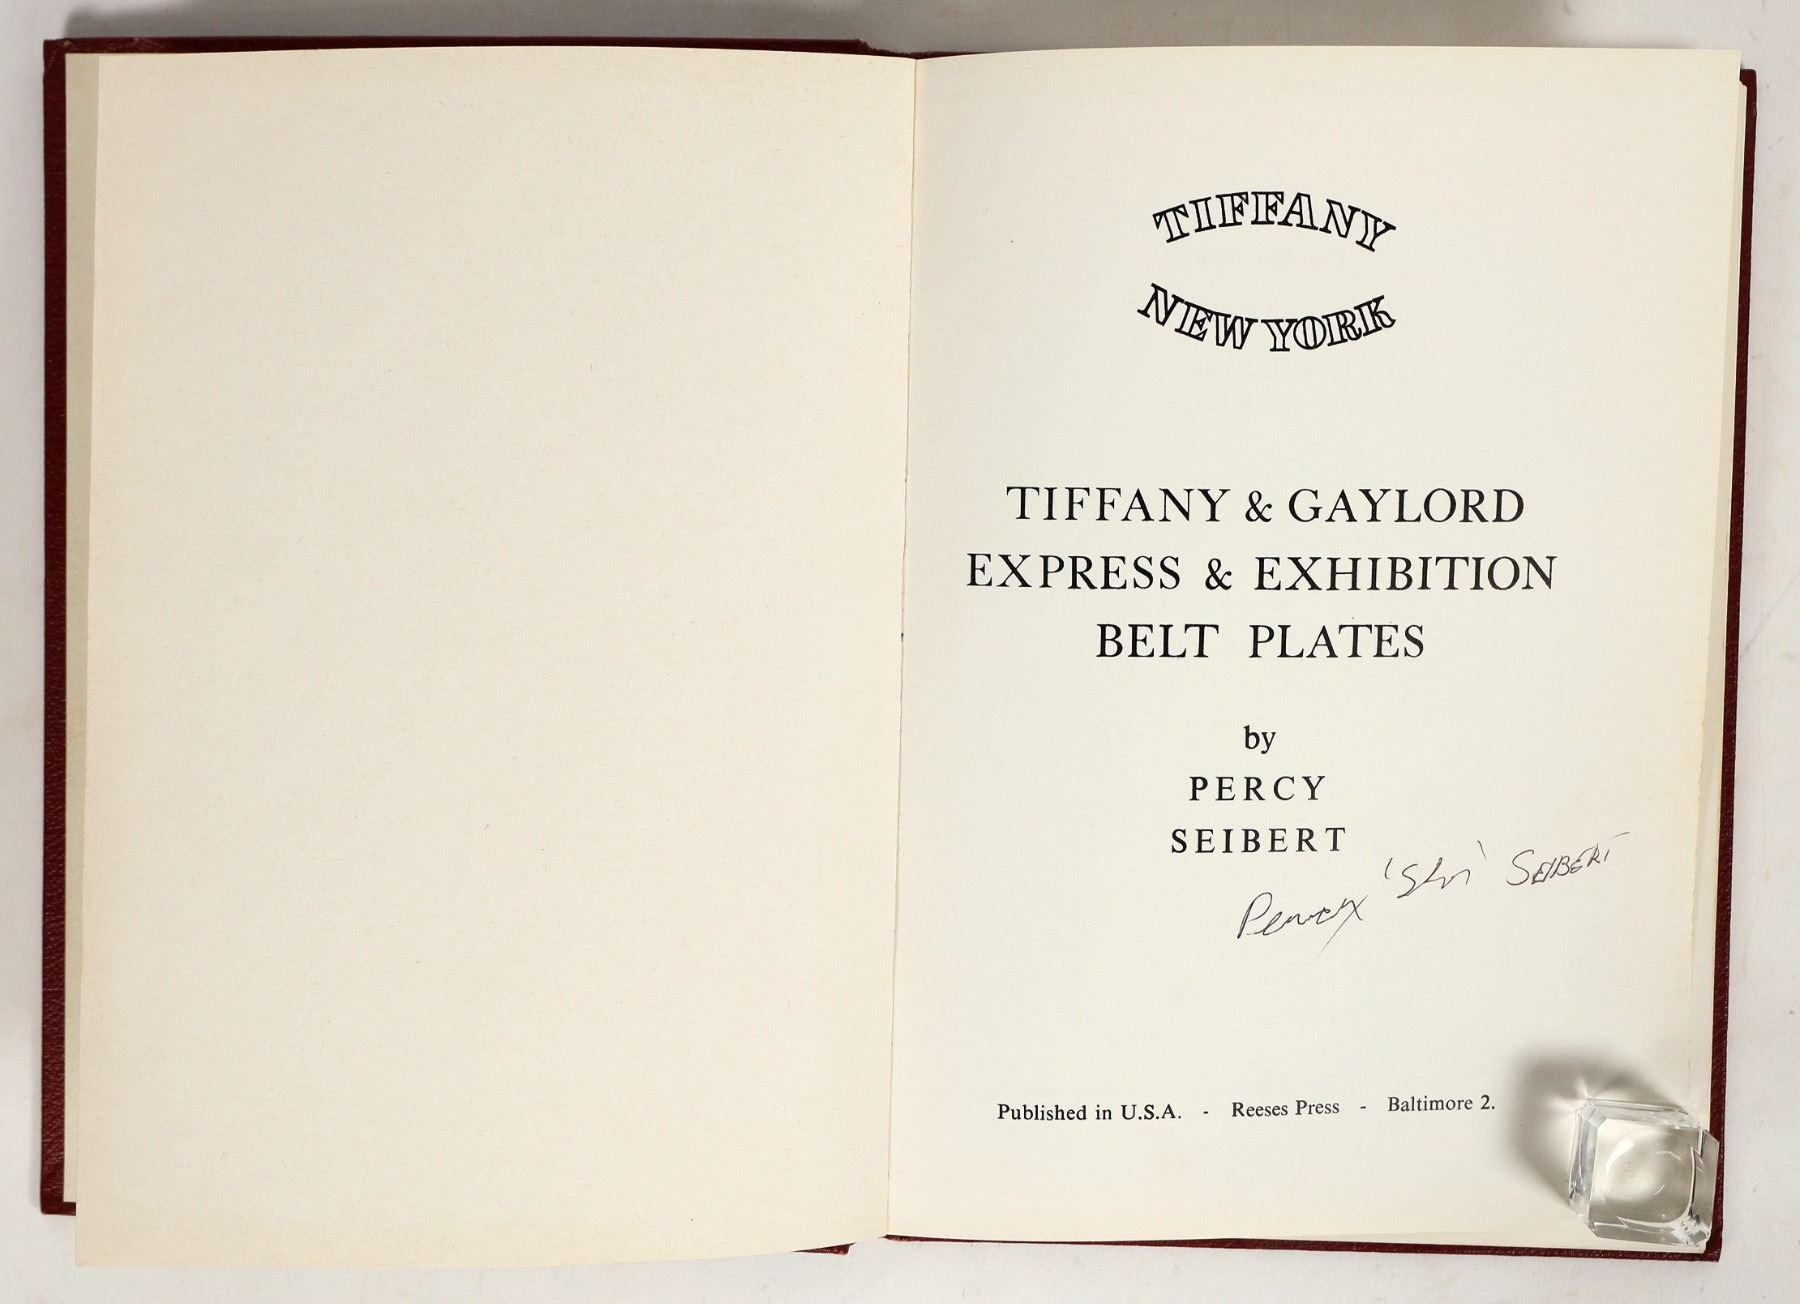 TIFFANY
NEW YORK
TIFFANY & GAYLORD
EXPRESS & EXHIBITION
BELT PLATES
by
PERCY
SEIBERT
Percy SEIBERT
Published in U.S.A. - Reeses Press - Baltimore 2.